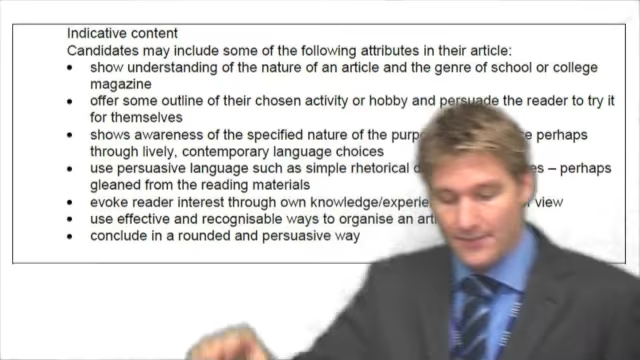 Indicative content
Candidates may include some of the following attributes in their article:
• show understanding of the nature of an article and the genre of school or college
magazine
• offer some outline of their chosen activity or hobby and persuade the reader to try it
for themselves
• shows awareness of the specified nature of the perhaps
through lively, contemporary language choices
• use persuasive language such as simple rhetorical – perhaps
gleaned from the reading materials
• evoke reader interest through own view
• use effective and recognisable ways to organise an
• conclude in a rounded and persuasive way